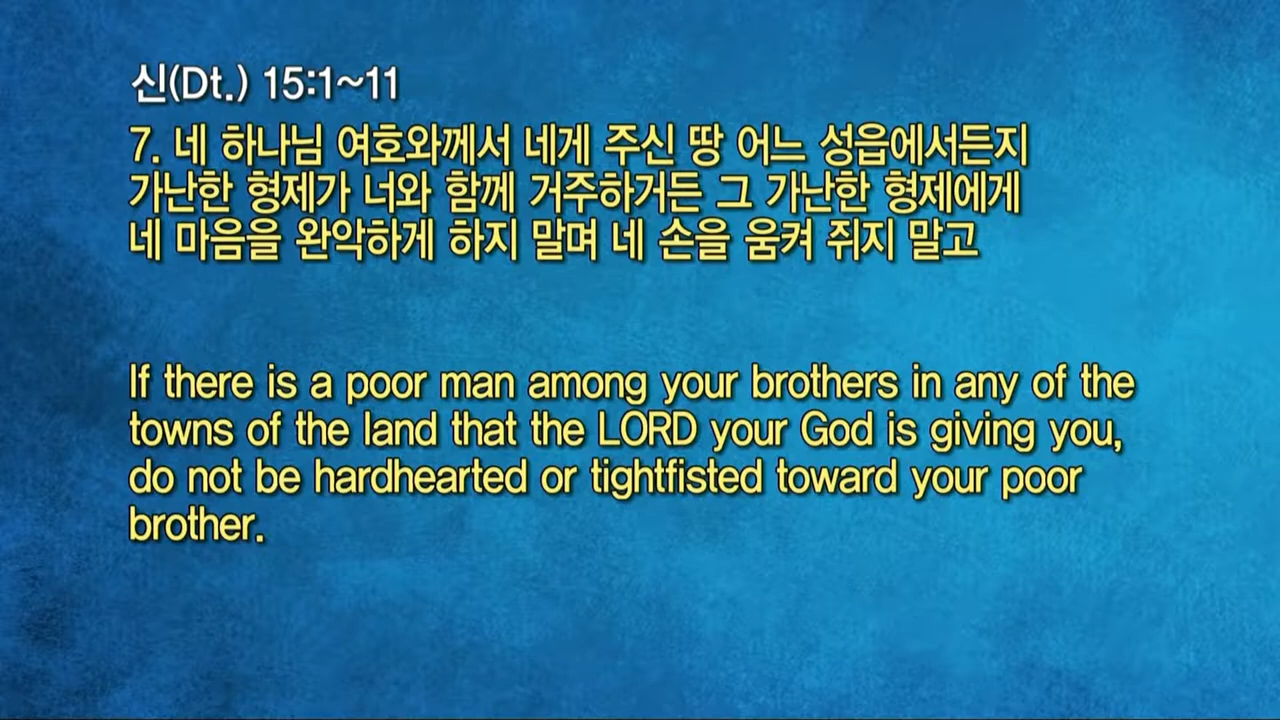 신(Dt.) 15:1~11
7. 네 하나님 여호와께서 네게 주신 땅 어느 성읍에서든지
가난한 형제가 너와 함께 거주하거든 그 가난한 형제에게
네 마음을 완악하게 하지 말며 네 손을 움켜 쥐지 말고
If there is a poor man among your brothers in any of the
towns of the land that the LORD your God is giving you,
do not be hardhearted or tightfisted toward your poor
brother.